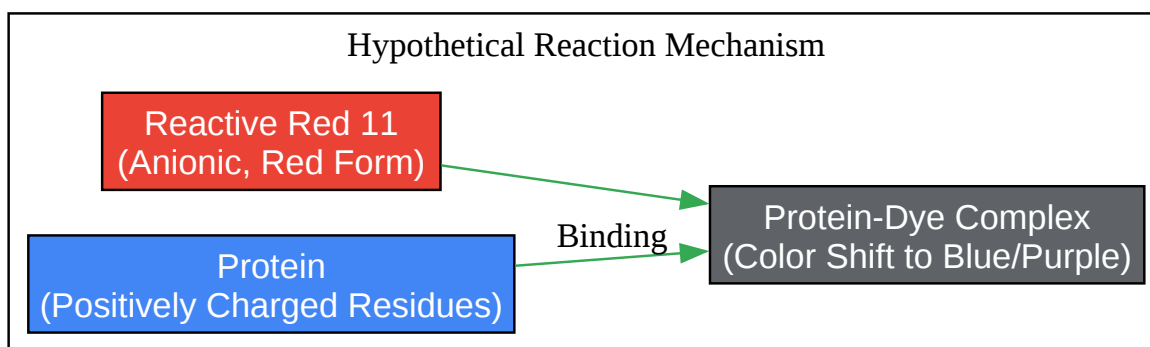 Hypothetical Reaction Mechanism
Reactive Red 11
(Anionic, Red Form)
Protein
(Positively Charged Residues)
Binding
Protein-Dye Complex
(Color Shift to Blue/Purple)